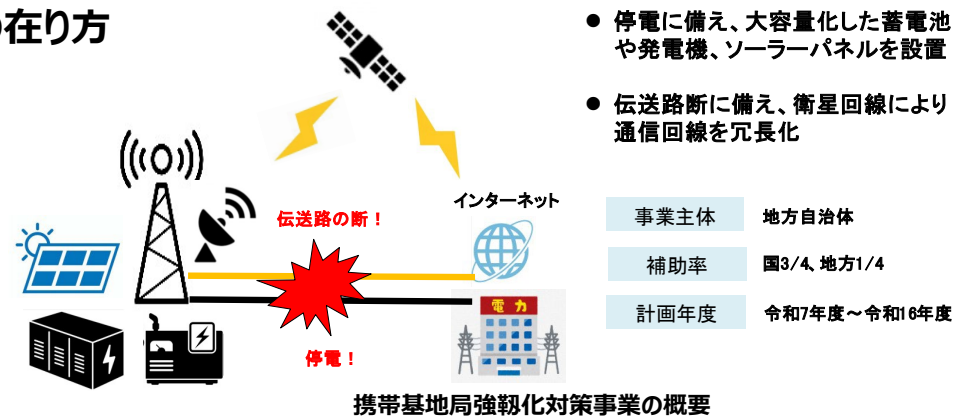 の在り方
● 停電に備え、大容量化した蓄電池
や発電機、ソーラーパネルを設置
● 伝送路断に備え、衛星回線により
通信回線を冗長化
インターネット
伝送路の断！
電力
停電！
事業主体 地方自治体
補助率 国3/4、地方1/4
計画年度 令和7年度～令和16年度
携帯基地局強靱化対策事業の概要